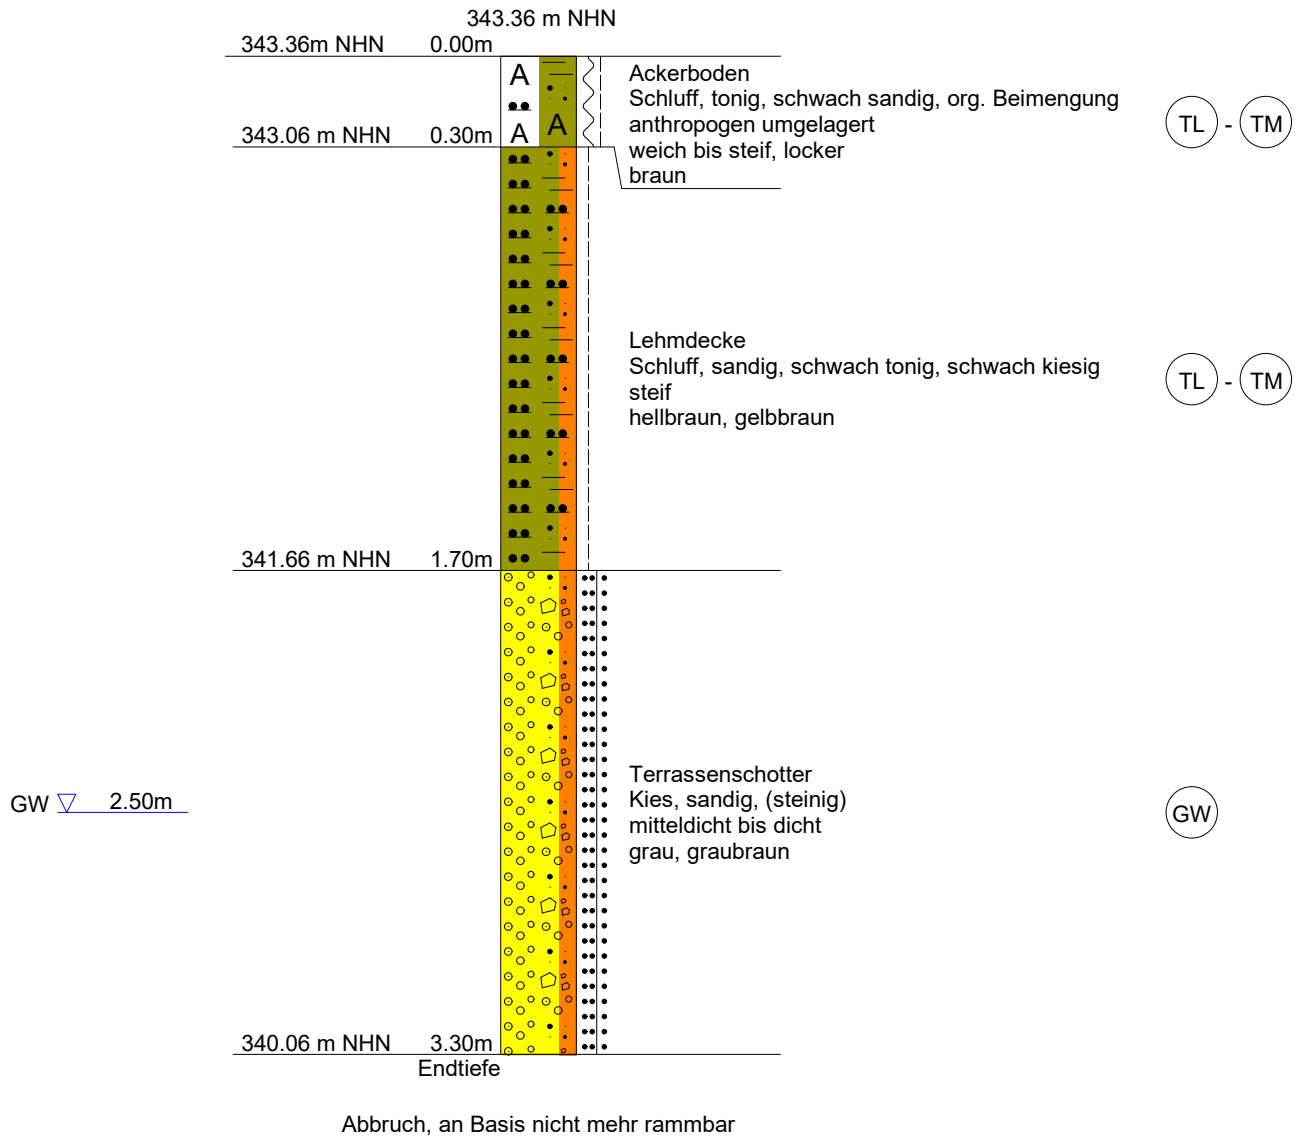 343.36 m NHN
343.36m NHN 0.00m
A
A
A
Ackerboden
Schluff, tonig, schwach sandig, org. Beimengung
anthropogen umgelagert
weich bis steif, locker
braun
TL - TM
343.06 m NHN 0.30m
Lehmdecke
Schluff, sandig, schwach tonig, schwach kiesig
steif
hellbraun, gelbbraun
TL - TM
341.66 m NHN 1.70m
Terrassenschotter
Kies, sandig, (steinig)
mitteldicht bis dicht
grau, graubraun
GW
GW 2.50m
340.06 m NHN 3.30m
Endtiefe
Abbruch, an Basis nicht mehr rammbar